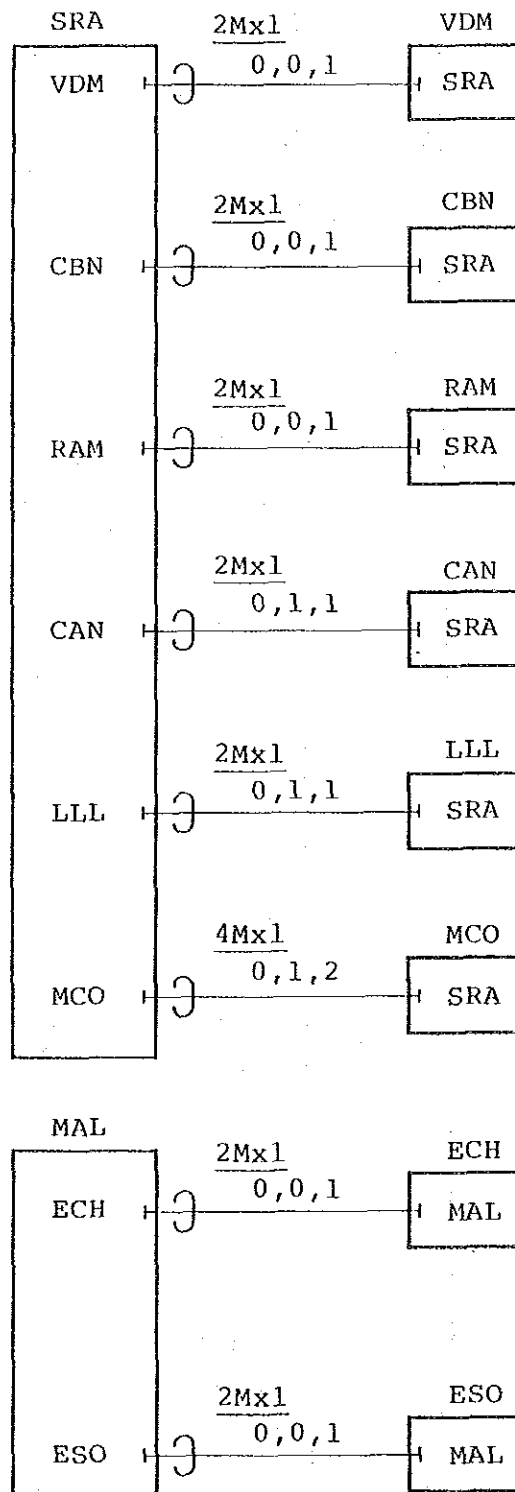 SRA
2Mx1
VDM
VDM
0,0,1
SRA
2Mx1
CBN
CBN
0,0,1
SRA
2Mx1
RAM
RAM
0,0,1
SRA
2Mx1
CAN
CAN
0,1,1
SRA
2Mx1
LLL
LLL
0,1,1
SRA
4Mx1
MCO
MCO
0,1,2
SRA
MAL
2Mx1
ECH
ECH
0,0,1
MAL
2Mx1
ESO
ESO
0,0,1
MAL